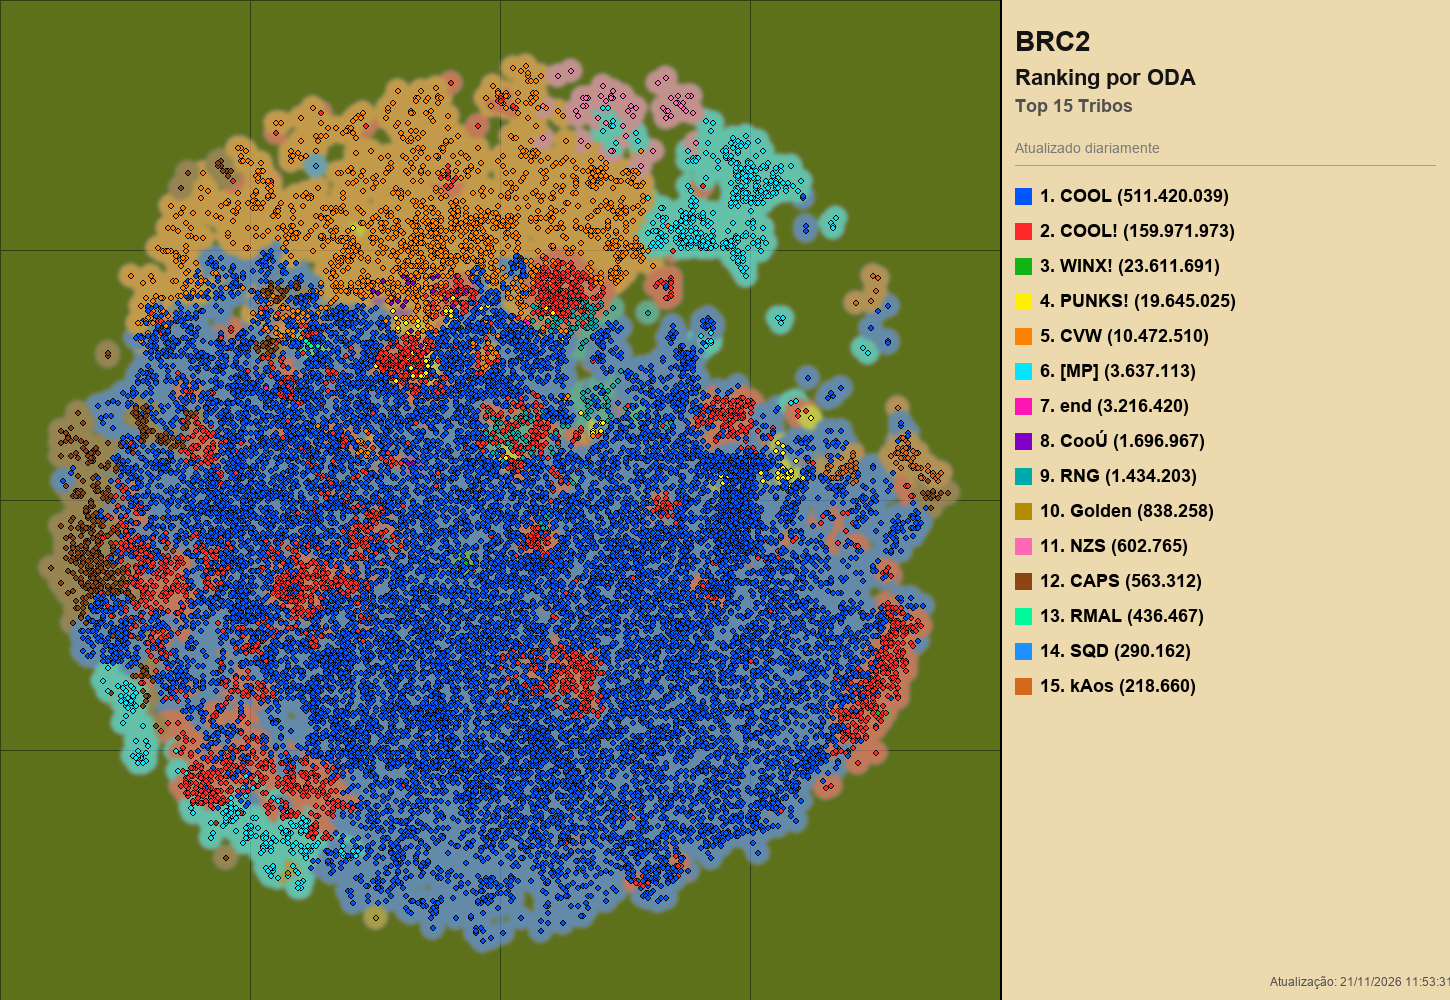 BRC2
Ranking por ODA
Top 15 Tribos
Atualizado diariamente
1. COOL (511.420.039)
2. COOL! (159.971.973)
3. WINX! (23.611.691)
4. PUNKS! (19.645.025)
5. CVW (10.472.510)
6. [MP] (3.637.113)
7. end (3.216.420)
8. CooÚ (1.696.967)
9. RNG (1.434.203)
10. Golden (838.258)
11. NZS (602.765)
12. CAPS (563.312)
13. RMAL (436.467)
14. SQD (290.162)
15. kAos (218.660)
Atualização: 21/11/2026 11:53:31